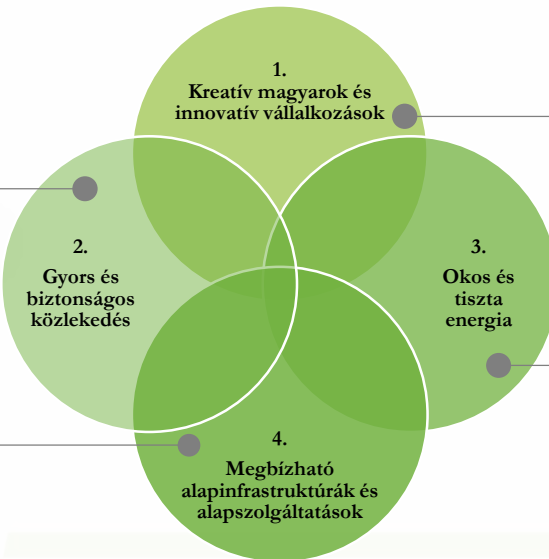 1.
Kreatív magyarok és
innovatív vállalkozások
2.
Gyors és
biztonságos
közlekedés
3.
Okos és
tiszta
energia
4.
Megbízható
alapinfrastruktúrák és
alapszolgáltatások